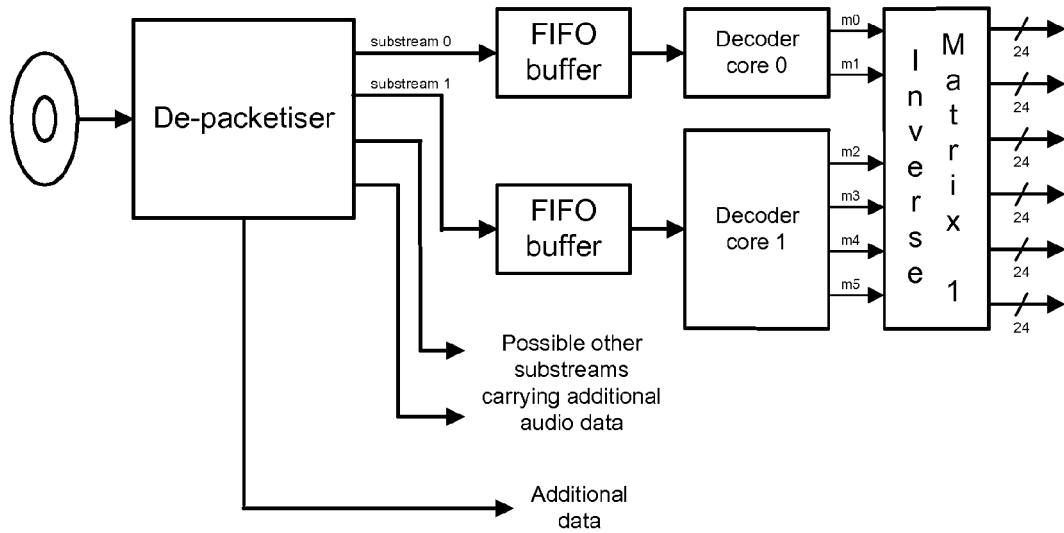 De-packetiser
substream 0
substream 1
FIFO
buffer
Decoder
core 0
m0
m1
FIFO
buffer
Decoder
core 1
m2
m3
m4
m5
Inverse
Matrix 1
24
24
24
24
24
24
Possible other
substreams
carrying additional
audio data
Additional
data